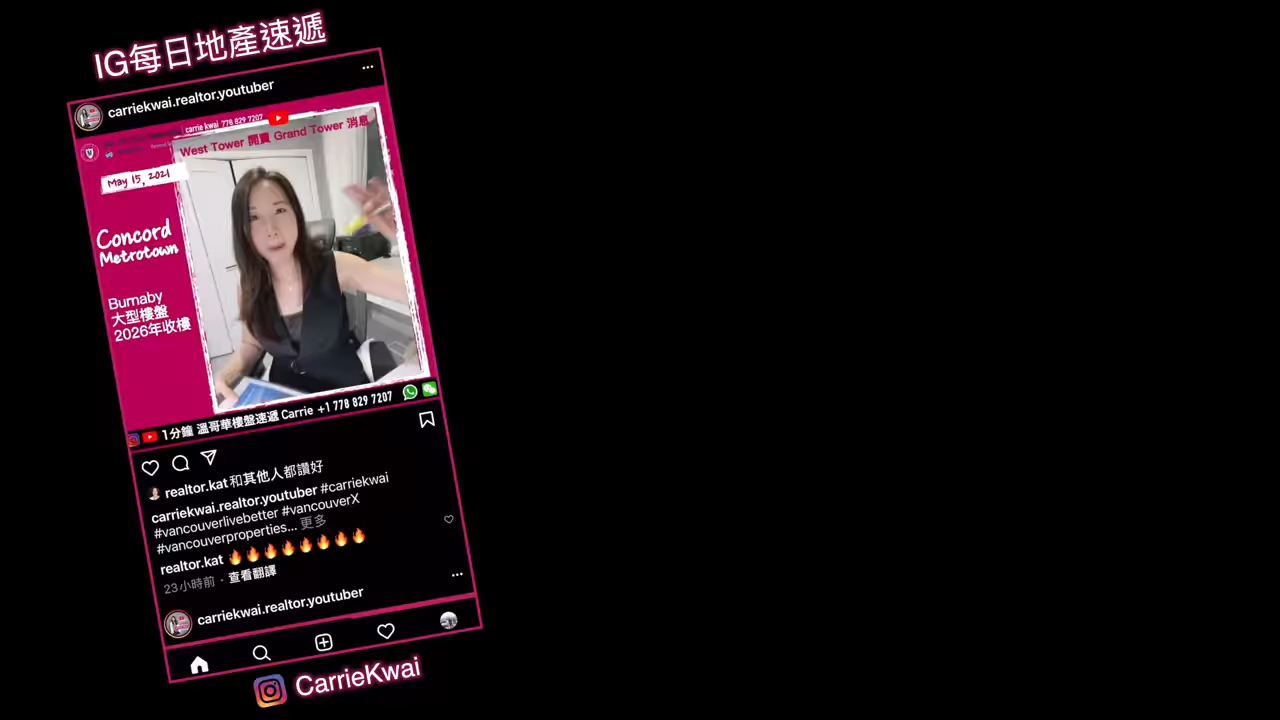 IG每日地產速遞
carriekwai.realtor.youtuber
carrie kwai 778 829 7207
West Tower 開賣 Grand Tower 消息
May 15, 2021
Concord
Metrotown
Burnaby
大型樓盤
2026年收樓
1分鐘 溫哥華樓盤速遞 Carrie +1 778 829 7207
realtor.kat和其他人都讚好
carriekwai.realtor.youtuber #carriekwai
#vancouverlivebetter #vancouverX
#vancouverproperties... 更多
realtor.kat 🔥🔥🔥🔥🔥🔥🔥🔥
23小時前 · 查看翻譯
carriekwai.realtor.youtuber
CarrieKwai